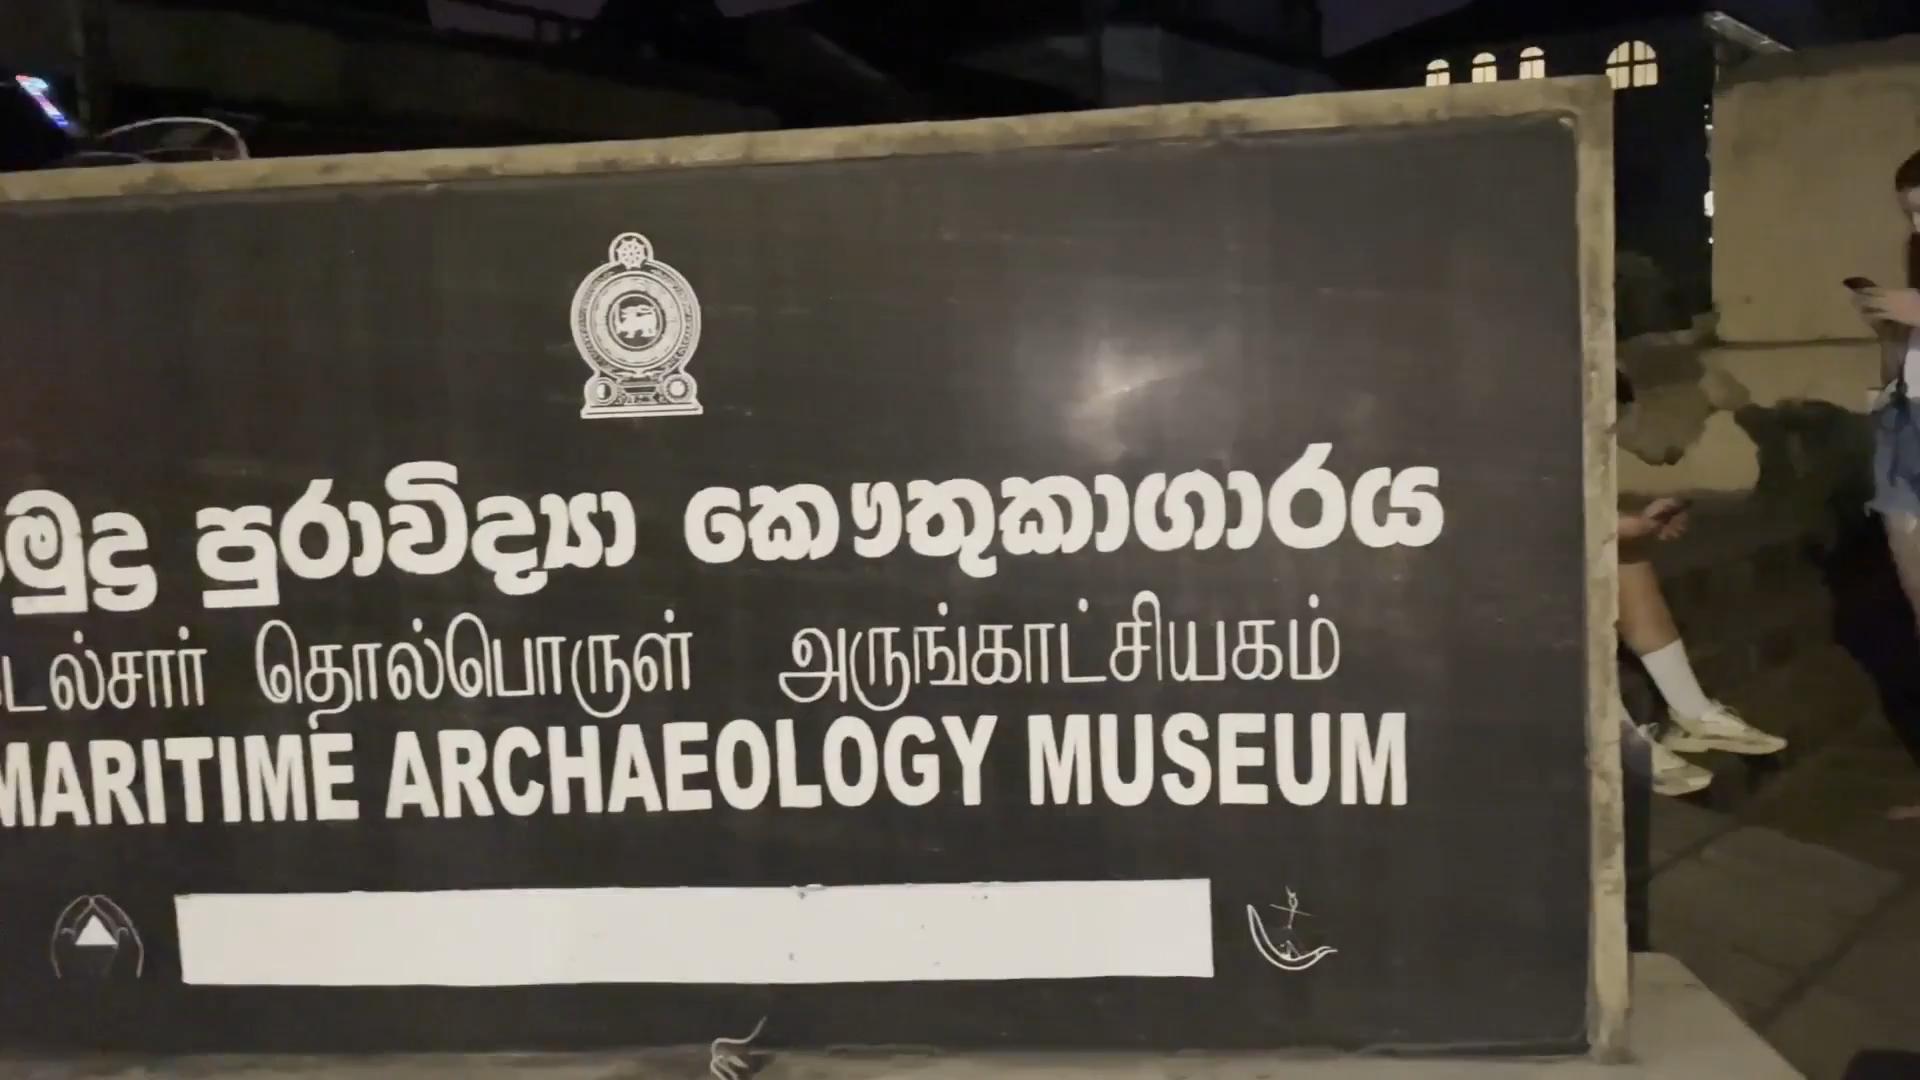 පුරාවිද්‍යා කෞතුකාගාරය
தொல்பொருள் அருங்காட்சியகம்
MARITIME ARCHAEOLOGY MUSEUM